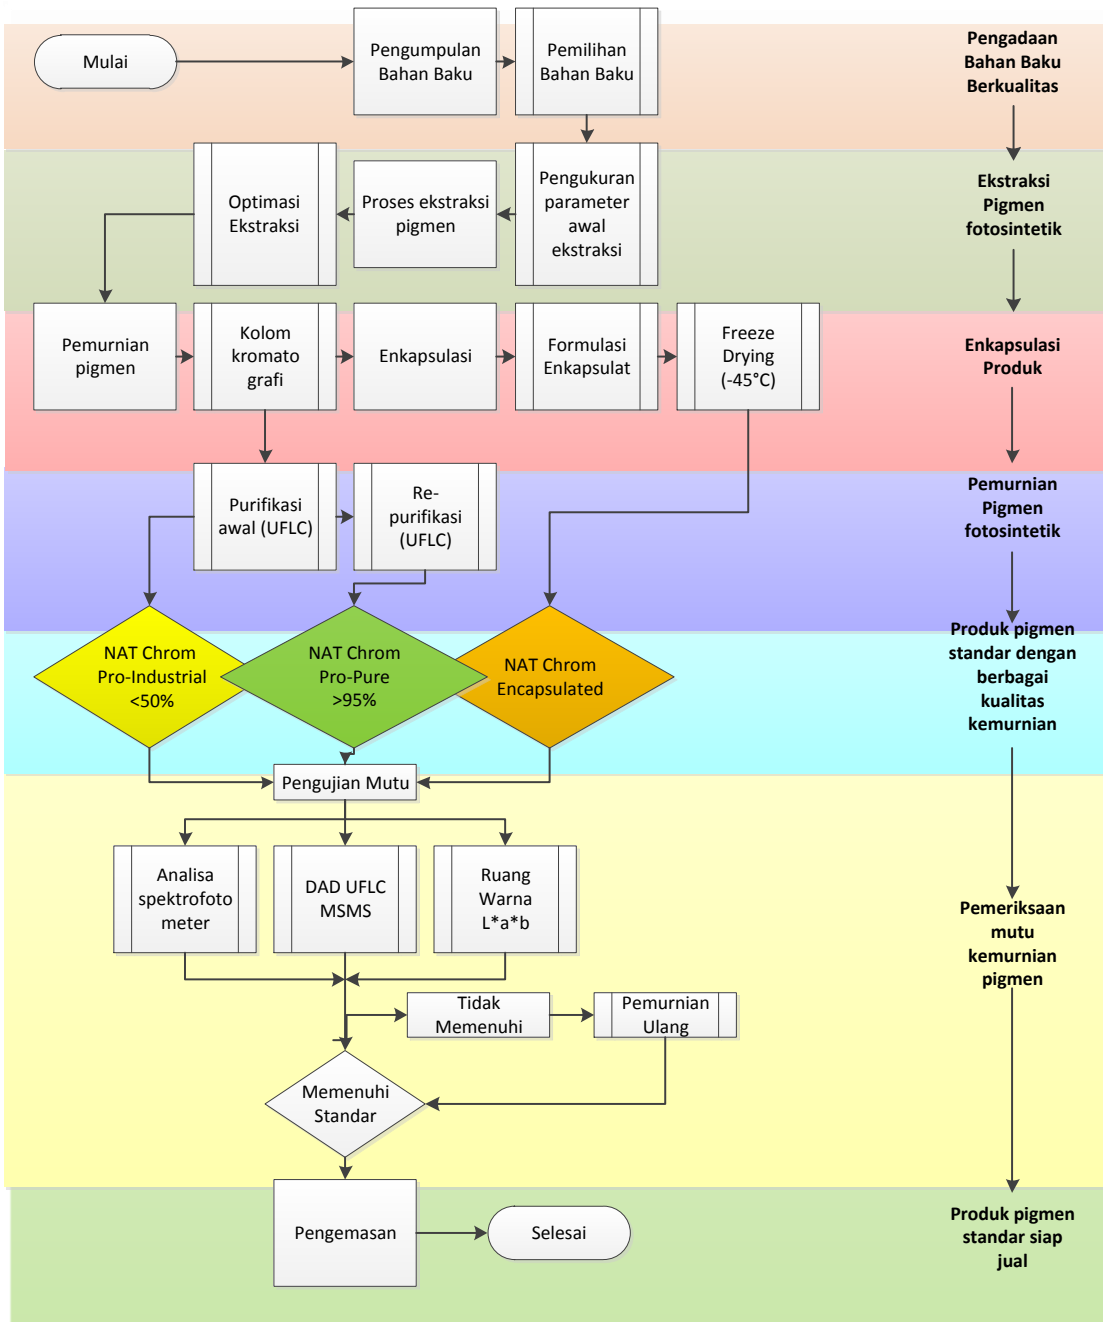 Mulai
Pengumpulan
Bahan Baku
Pemilihan
Bahan Baku
Pengadaan
Bahan Baku
Berkualitas
Optimasi
Ekstraksi
Proses ekstraksi
pigmen
Pengukuran
parameter
awal
ekstraksi
Ekstraksi
Pigmen
fotosintetik
Pemurnian
pigmen
Kolom
kromato
grafi
Enkapsulasi
Formulasi
Enkapsulat
Freeze
Drying
(-45°C)
Enkapsulasi
Produk
Purifikasi
awal (UFLC)
Re-
purifikasi
(UFLC)
Pemurnian
Pigmen
fotosintetik
NAT Chrom
Pro-Industrial
<50%
NAT Chrom
Pro-Pure
>95%
NAT Chrom
Encapsulated
Produk pigmen
standar dengan
berbagai
kualitas
kemurnian
Pengujian Mutu
Analisa
spektrofoto
meter
DAD UFLC
MSMS
Ruang
Warna
L*a*b
Pemeriksaan
mutu
kemurnian
pigmen
Tidak
Memenuhi
Pemurnian
Ulang
Memenuhi
Standar
Pengemasan
Selesai
Produk pigmen
standar siap
jual